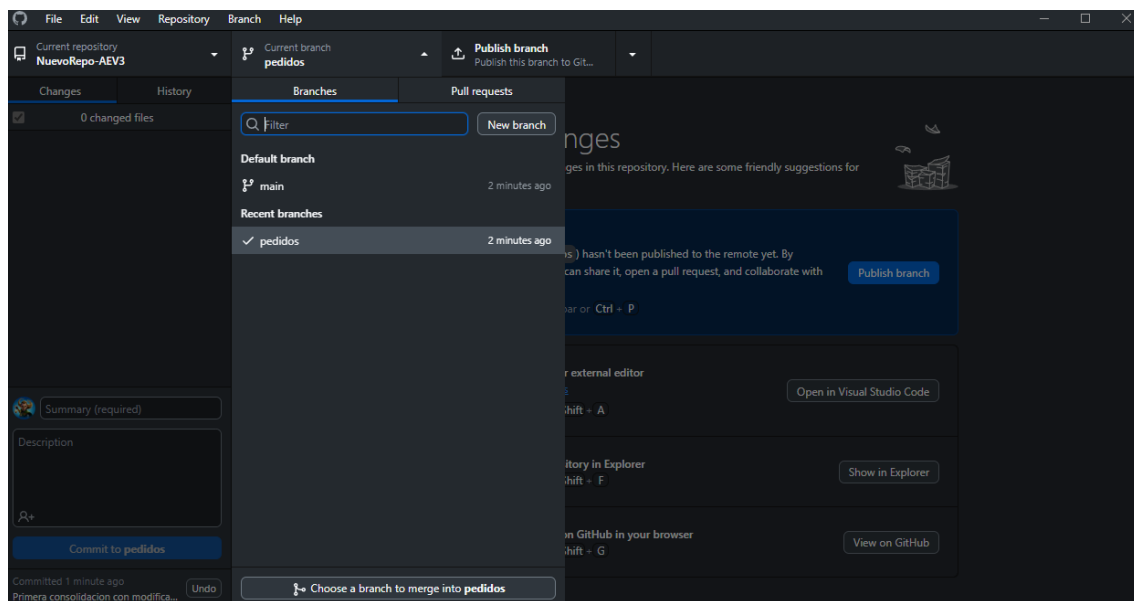 File Edit View Repository Branch Help
Current repository
NuevoRepo-AEV3
Current branch
pedidos
Publish branch
Publish this branch to Git...
Changes History
0 changed files
Branches Pull requests
Filter
New branch
Default branch
main 2 minutes ago
Recent branches
pedidos 2 minutes ago
Choose a branch to merge into pedidos
Summary (required)
Description
Commit to pedidos
Committed 1 minute ago
Primera consolidacion con modifica...
Undo
nges
ges in this repository. Here are some friendly suggestions for
) hasn't been published to the remote yet. By
can share it, open a pull request, and collaborate with
Publish branch
bar or Ctrl + P
r external editor
Open in Visual Studio Code
Shift + A
itory in Explorer
Show in Explorer
Shift + F
on GitHub in your browser
View on GitHub
Shift + G